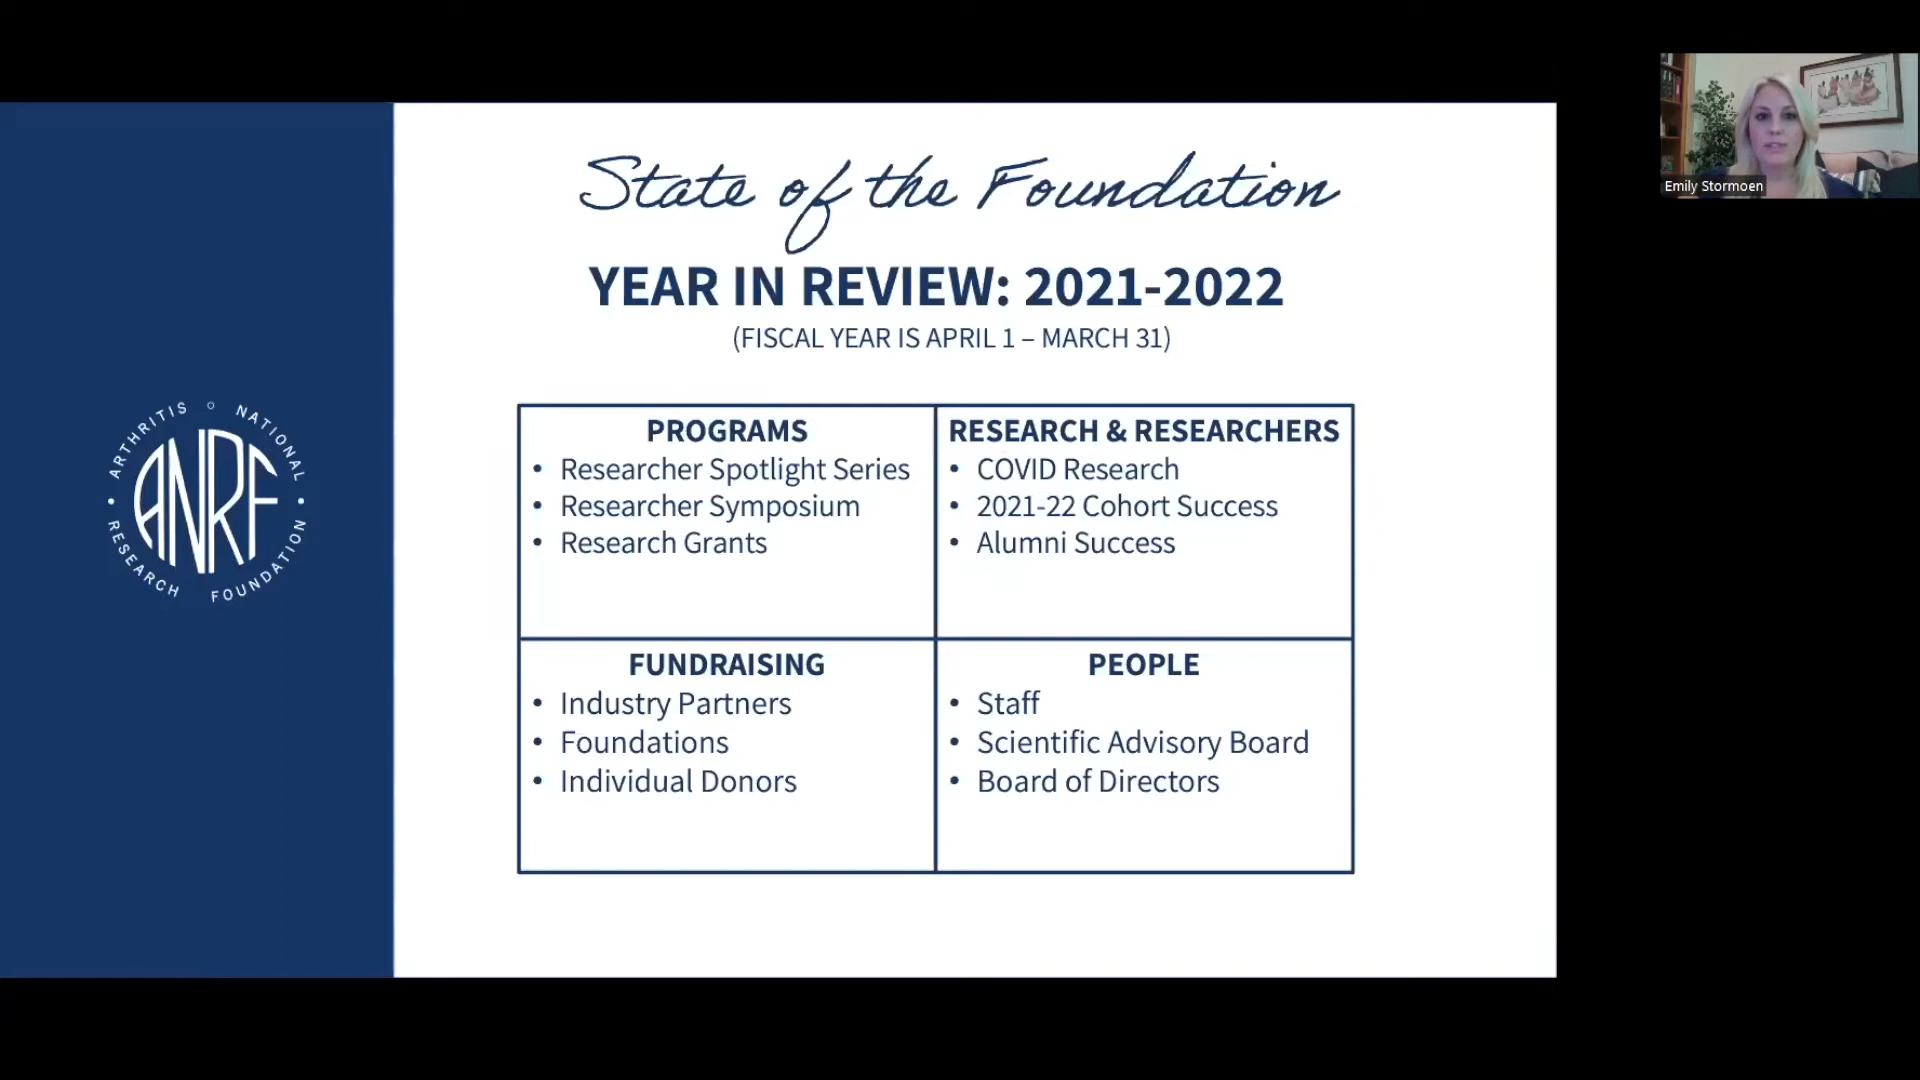 State of the Foundation
YEAR IN REVIEW: 2021-2022
(FISCAL YEAR IS APRIL 1 – MARCH 31)
ARTHRITIS NATIONAL
ANRF
RESEARCH FOUNDATION
PROGRAMS
• Researcher Spotlight Series
• Researcher Symposium
• Research Grants
RESEARCH & RESEARCHERS
• COVID Research
• 2021-22 Cohort Success
• Alumni Success
FUNDRAISING
• Industry Partners
• Foundations
• Individual Donors
PEOPLE
• Staff
• Scientific Advisory Board
• Board of Directors
Emily Stormoen